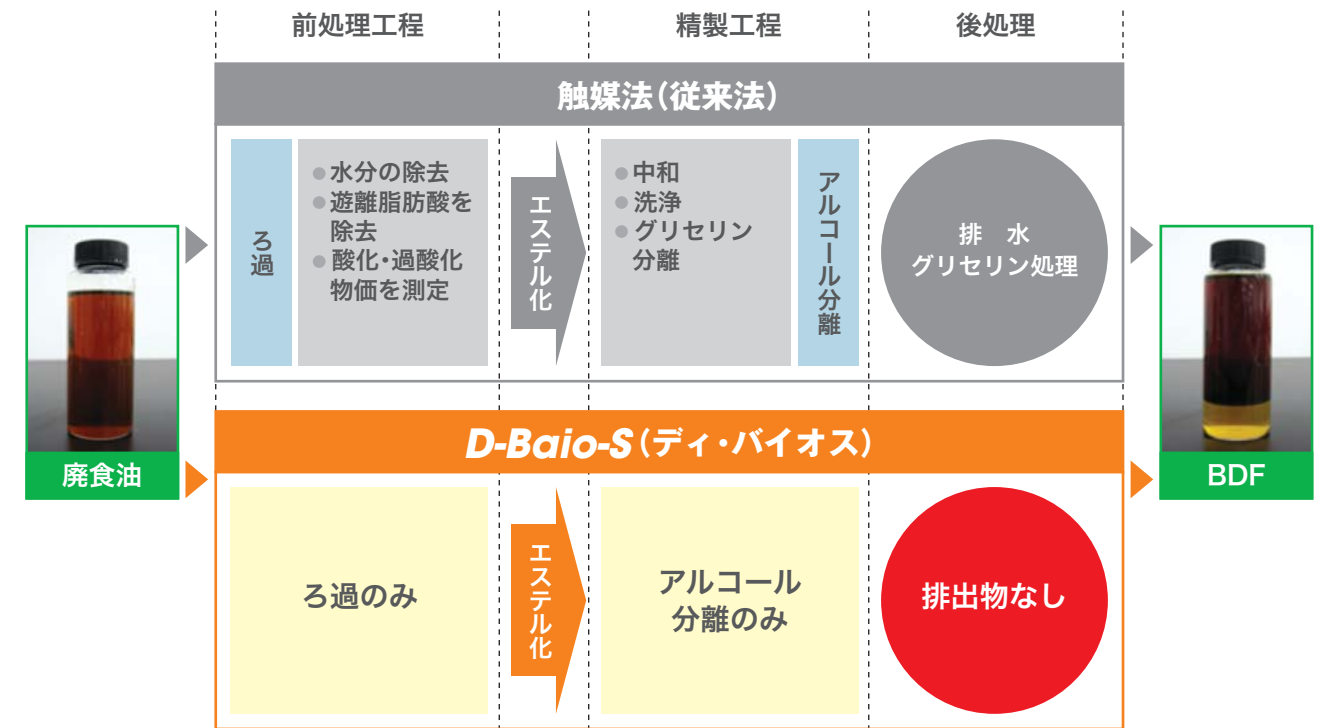 前処理工程
精製工程
後処理
触媒法(従来法)
ろ過
●水分の除去
●遊離脂肪酸を
除去
●酸化・過酸化
物価を測定
エステル化
●中和
●洗浄
●グリセリン
分離
アルコール分離
排　水
グリセリン処理
廃食油
BDF
D-Baio-S(ディ・バイオス)
ろ過のみ
エステル化
アルコール
分離のみ
排出物なし